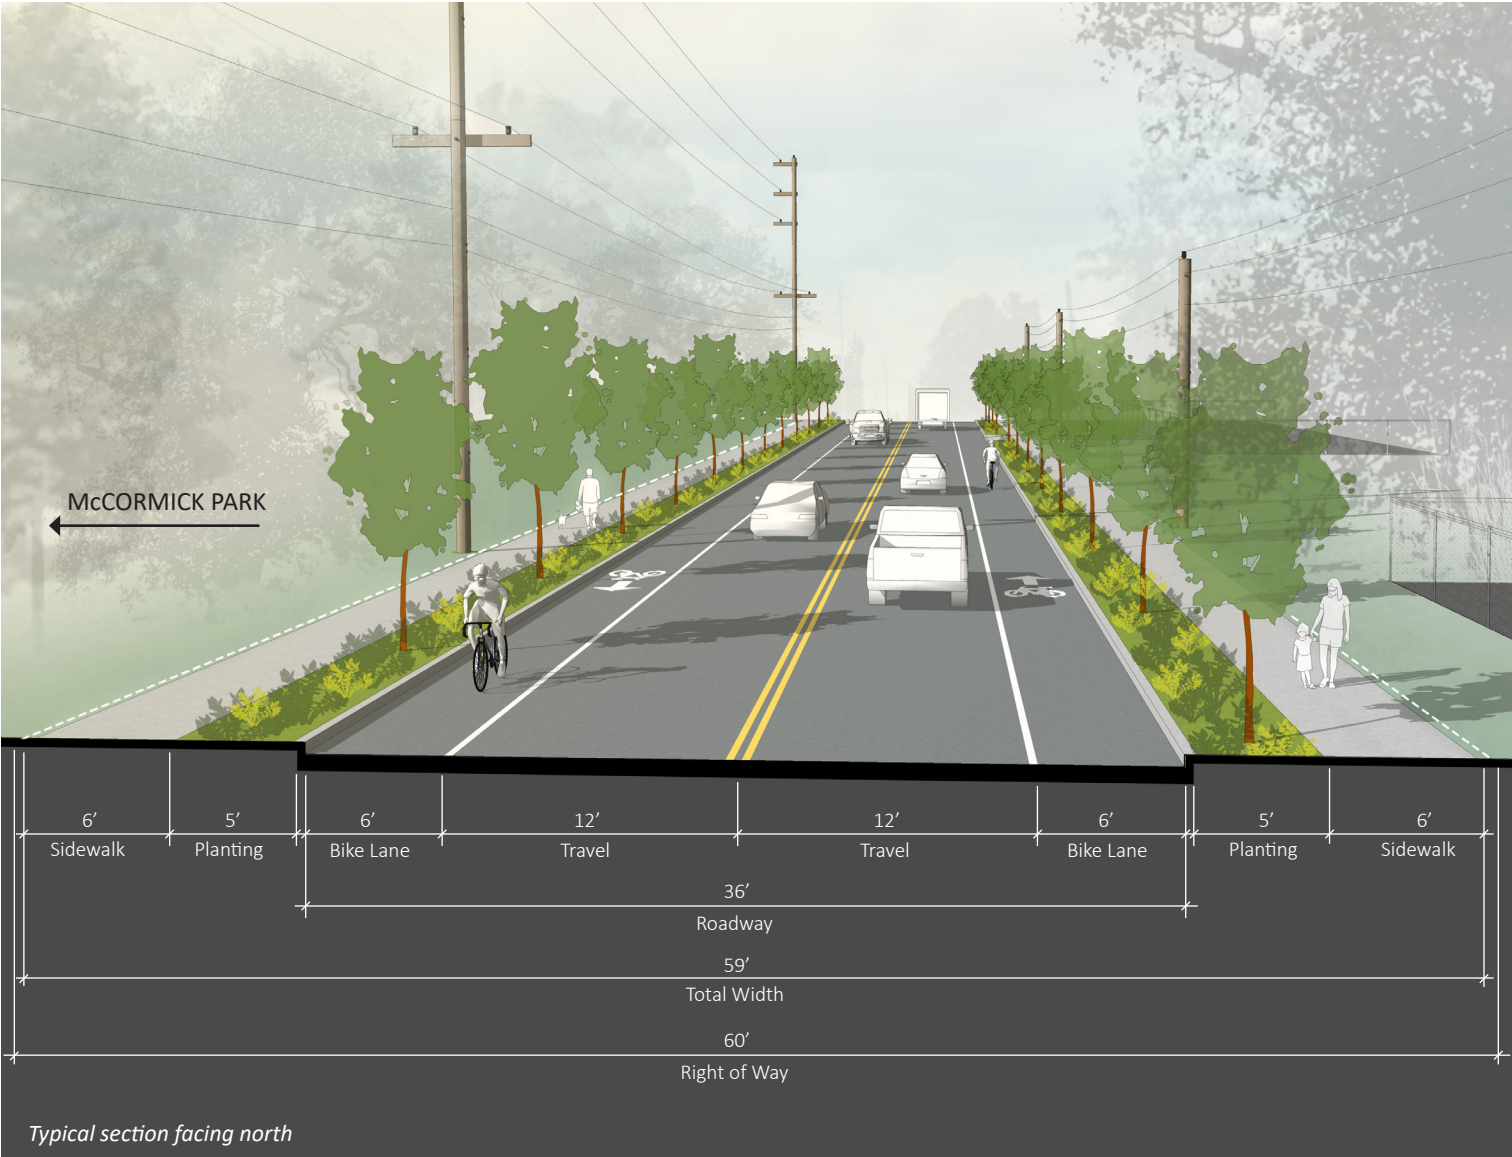 McCORMICK PARK
6’ 5’ 6’ 12’ 12’ 6’ 5’ 6’
Sidewalk Planting Bike Lane Travel Travel Bike Lane Planting Sidewalk
36’
Roadway
59’
Total Width
60’
Right of Way
Typical section facing north